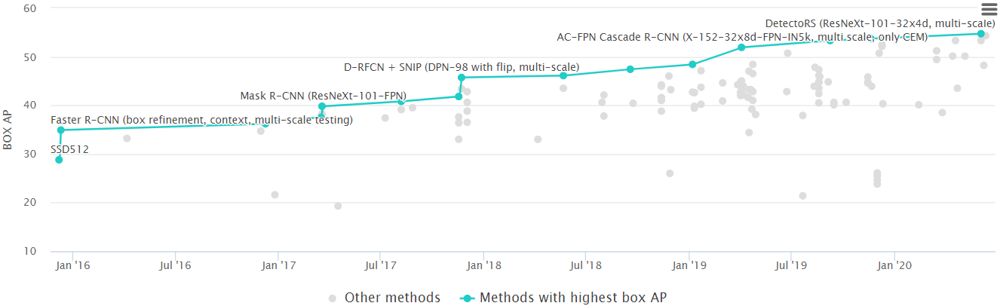 60
DetectoRS (ResNeXt-101-32x4d, multi-scale)
AC-FPN Cascade R-CNN (X-152-32x8d-FPN-IN5k, multi scale, only CEM)
50
D-RFCN + SNIP (DPN-98 with flip, multi-scale)
Mask R-CNN (ResNeXt-101-FPN)
40
Faster R-CNN (box refinement, context, multi-scale testing)
BOX AP
SSD512
30
20
10
Jan '16 Jul '16 Jan '17 Jul '17 Jan '18 Jul '18 Jan '19 Jul '19 Jan '20
Other methods Methods with highest box AP